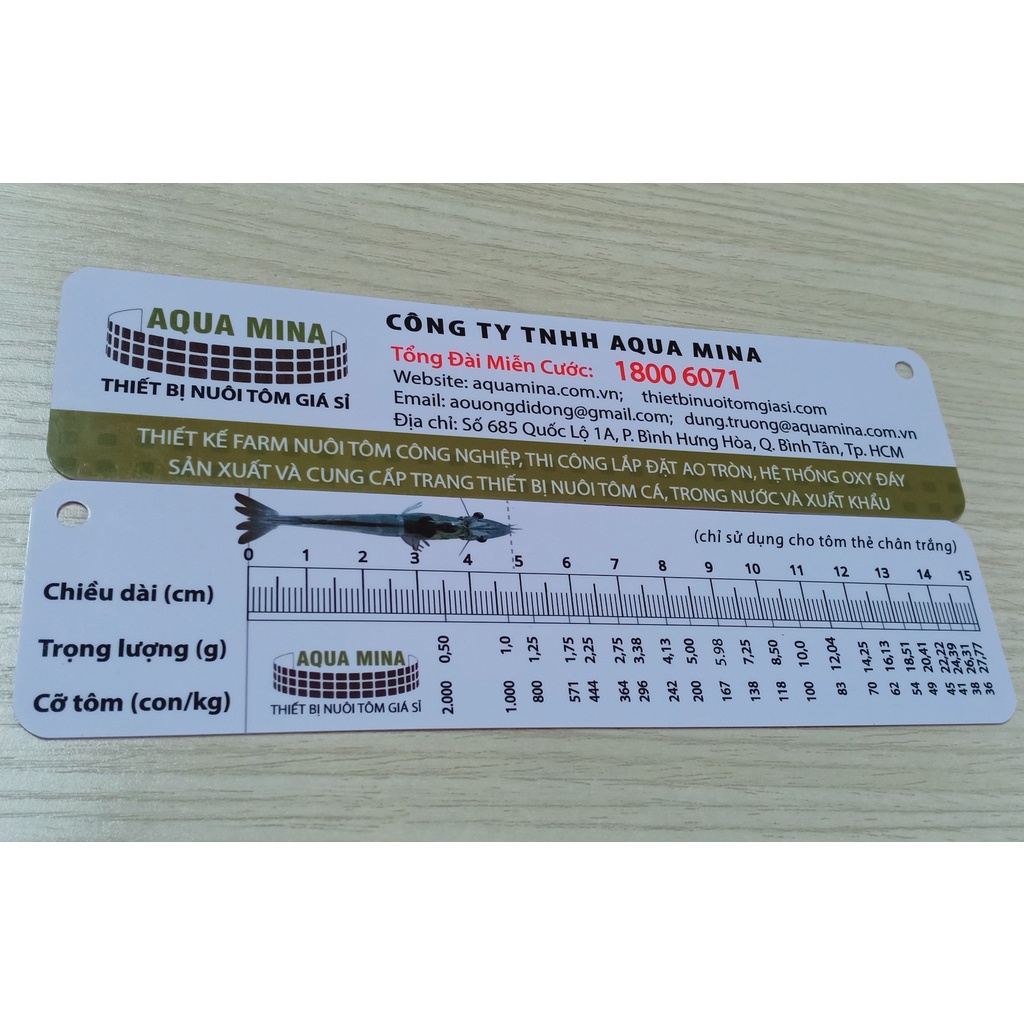 AQUA MINA
THIẾT BỊ NUÔI TÔM GIÁ SỈ
CÔNG TY TNHH AQUA MINA
Tổng Đài Miễn Cước: 1800 6071
Website: aquamina.com.vn; thietbinuoitomgiasi.com
Email: aouongdidong@gmail.com; dung.truong@aquamina.com.vn
Địa chỉ: Số 685 Quốc Lộ 1A, P. Bình Hưng Hòa, Q. Bình Tân, Tp. HCM
THIẾT KẾ FARM NUÔI TÔM CÔNG NGHIỆP, THI CÔNG LẮP ĐẶT AO TRÒN, HỆ THỐNG OXY ĐÁY
SẢN XUẤT VÀ CUNG CẤP TRANG THIẾT BỊ NUÔI TÔM CÁ, TRONG NƯỚC VÀ XUẤT KHẨU
(chỉ sử dụng cho tôm thẻ chân trắng)
0 1 2 3 4 5 6 7 8 9 10 11 12 13 14 15
Chiều dài (cm)
Trọng lượng (g) 0,50 1,0 1,25 1,75 2,25 2,75 3,38 4,13 5,00 5.98 7,25 8,50 10,0 12,04 14,25 16,13 18,51 20,41 22,22 24,39 26,31 27,77
AQUA MINA
THIẾT BỊ NUÔI TÔM GIÁ SỈ
Cỡ tôm (con/kg) 2.000 1.000 800 571 444 364 296 242 200 167 138 118 100 83 70 62 54 49 45 41 38 36